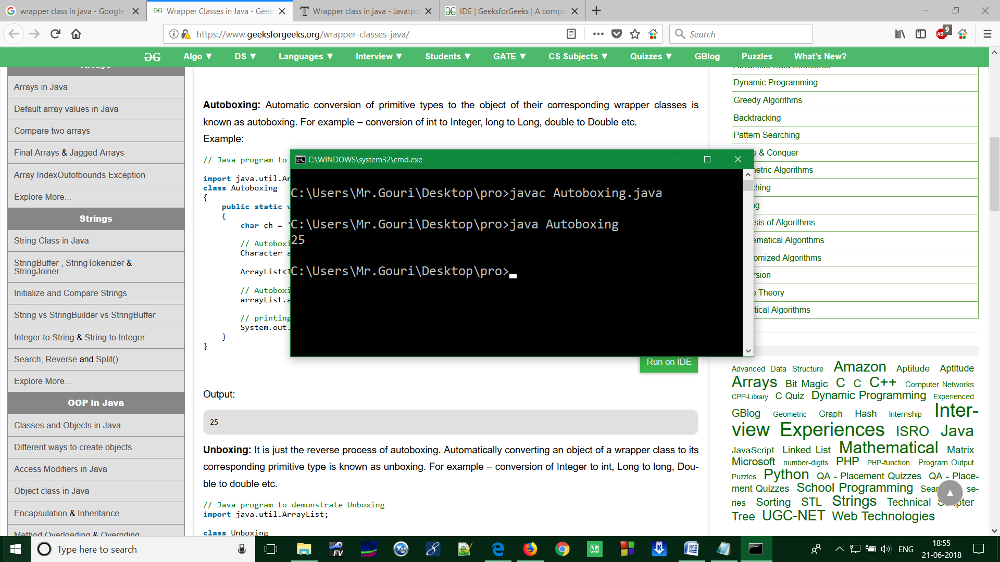 wrapper class in java - Google S
Wrapper Classes in Java - Geeks
Wrapper class in java - Javatpo
IDE | GeeksforGeeks | A compu
https://www.geeksforgeeks.org/wrapper-classes-java/
Search
ABP
9
Algo ▼ DS ▼ Languages ▼ Interview ▼ Students ▼ GATE ▼ CS Subjects ▼ Quizzes ▼ GBlog Puzzles What's New?
Arrays
Arrays in Java
Default array values in Java
Compare two arrays
Final Arrays & Jagged Arrays
Array IndexOutofbounds Exception
Explore More...
Strings
String Class in Java
StringBuffer , StringTokenizer &
StringJoiner
Initialize and Compare Strings
String vs StringBuilder vs StringBuffer
Integer to String & String to Integer
Search, Reverse and Split()
Explore More...
OOP in Java
Classes and Objects in Java
Different ways to create objects
Access Modifiers in Java
Object class in Java
Encapsulation & Inheritance
Method Overloading & Overriding
Autoboxing: Automatic conversion of primitive types to the object of their corresponding wrapper classes is
known as autoboxing. For example – conversion of int to Integer, long to Long, double to Double etc.
Example:
// Java program to
import java.util.Ar
class Autoboxing
{
public static v
{
char ch = '
// Autoboxi
Character a
ArrayList<I
// Autoboxi
arrayList.a
// printing
System.out.
}
}
C:\WINDOWS\system32\cmd.exe
C:\Users\Mr.Gouri\Desktop\pro>javac Autoboxing.java
C:\Users\Mr.Gouri\Desktop\pro>java Autoboxing
25
C:\Users\Mr.Gouri\Desktop\pro>
Run on IDE
Output:
25
Unboxing: It is just the reverse process of autoboxing. Automatically converting an object of a wrapper class to its
corresponding primitive type is known as unboxing. For example – conversion of Integer to int, Long to long, Dou-
ble to double etc.
// Java program to demonstrate Unboxing
import java.util.ArrayList;
class Unboxing
Advanced Data Structures
Dynamic Programming
Greedy Algorithms
Backtracking
Pattern Searching
e & Conquer
etric Algorithms
hing
g
sis of Algorithms
ematical Algorithms
omized Algorithms
rsion
e Theory
tical Algorithms
Advanced Data Structure Amazon Aptitude Aptitude
Arrays Bit Magic C C C++ Computer Networks
CPP-Library C Quiz Dynamic Programming Experienced
GBlog Geometric Graph Hash Internship Inter-
view Experiences ISRO Java
JavaScript Linked List Mathematical Matrix
Microsoft number-digits PHP PHP-function Program Output
Puzzles Python QA - Placement Quizzes QA - Place-
ment Quizzes School Programming Sear se-
ries Sorting STL Strings Technical Scripter
Tree UGC-NET Web Technologies
Type here to search
FV
ENG
18:55
21-06-2018